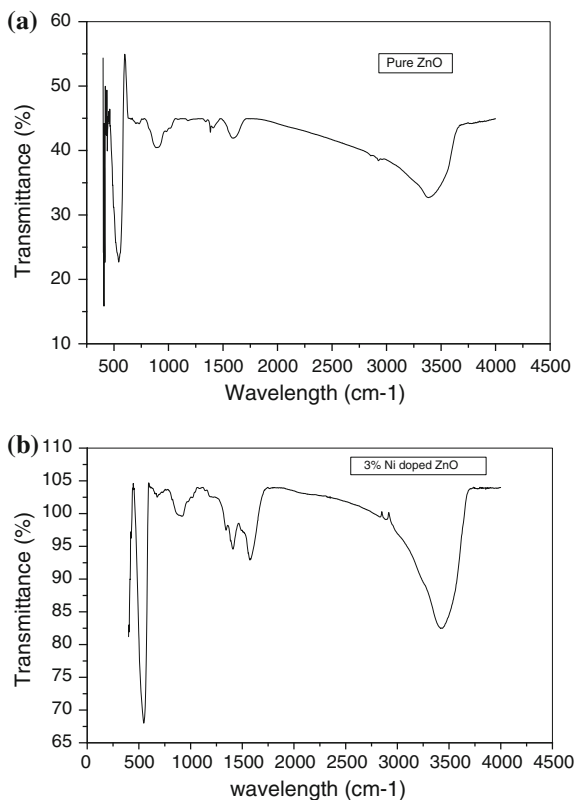 (a)
60
50
40
30
20
10
Transmittance (%)
Pure ZnO
500 1000 1500 2000 2500 3000 3500 4000 4500
Wavelength (cm-1)
(b)
110
105
100
95
90
85
80
75
70
65
Transmittance (%)
3% Ni doped ZnO
0 500 1000 1500 2000 2500 3000 3500 4000 4500
wavelength (cm-1)